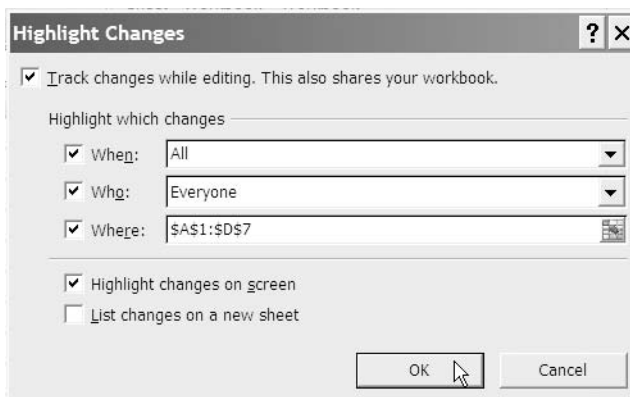 Highlight Changes
Track changes while editing. This also shares your workbook.
Highlight which changes
When: All
Who: Everyone
Where: $A$1:$D$7
Highlight changes on screen
List changes on a new sheet
OK Cancel